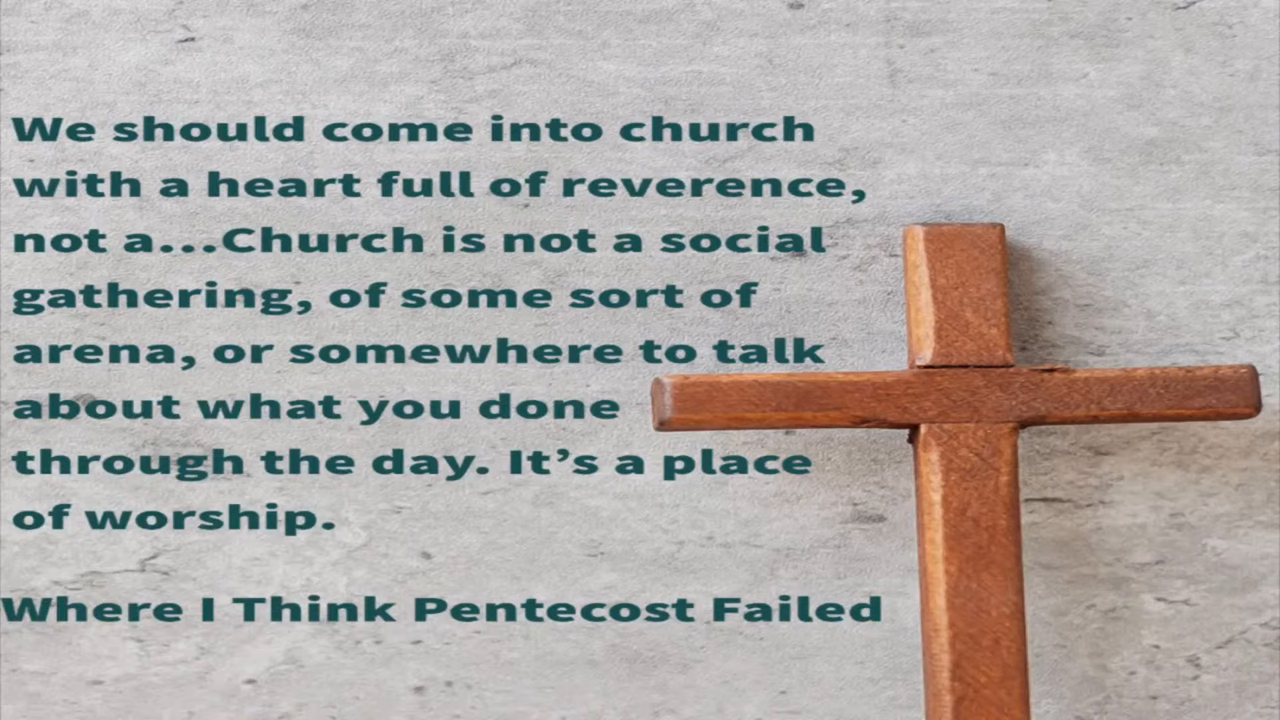 We should come into church
with a heart full of reverence,
not a...Church is not a social
gathering, of some sort of
arena, or somewhere to talk
about what you done
through the day. It’s a place
of worship.
Where I Think Pentecost Failed